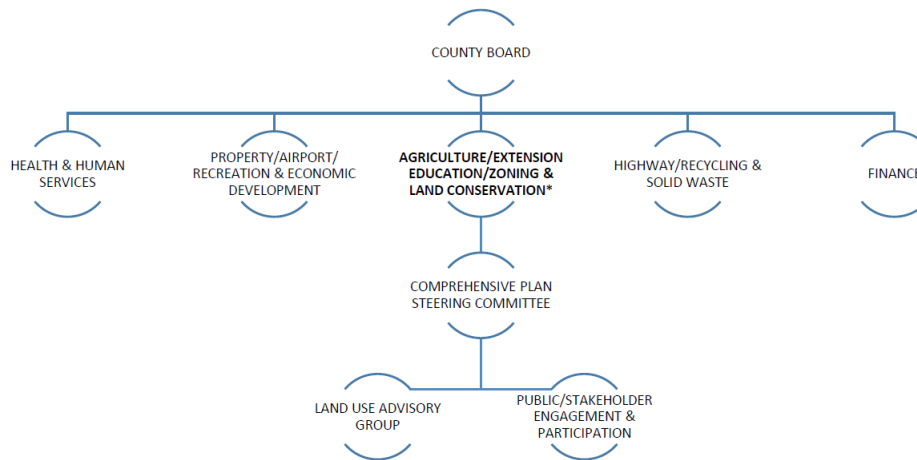 COUNTY BOARD
HEALTH & HUMAN
SERVICES
PROPERTY/AIRPORT/
RECREATION & ECONOMIC
DEVELOPMENT
AGRICULTURE/EXTENSION
EDUCATION/ZONING &
LAND CONSERVATION*
HIGHWAY/RECYCLING &
SOLID WASTE
FINANCE
COMPREHENSIVE PLAN
STEERING COMMITTEE
LAND USE ADVISORY
GROUP
PUBLIC/STAKEHOLDER
ENGAGEMENT &
PARTICIPATION